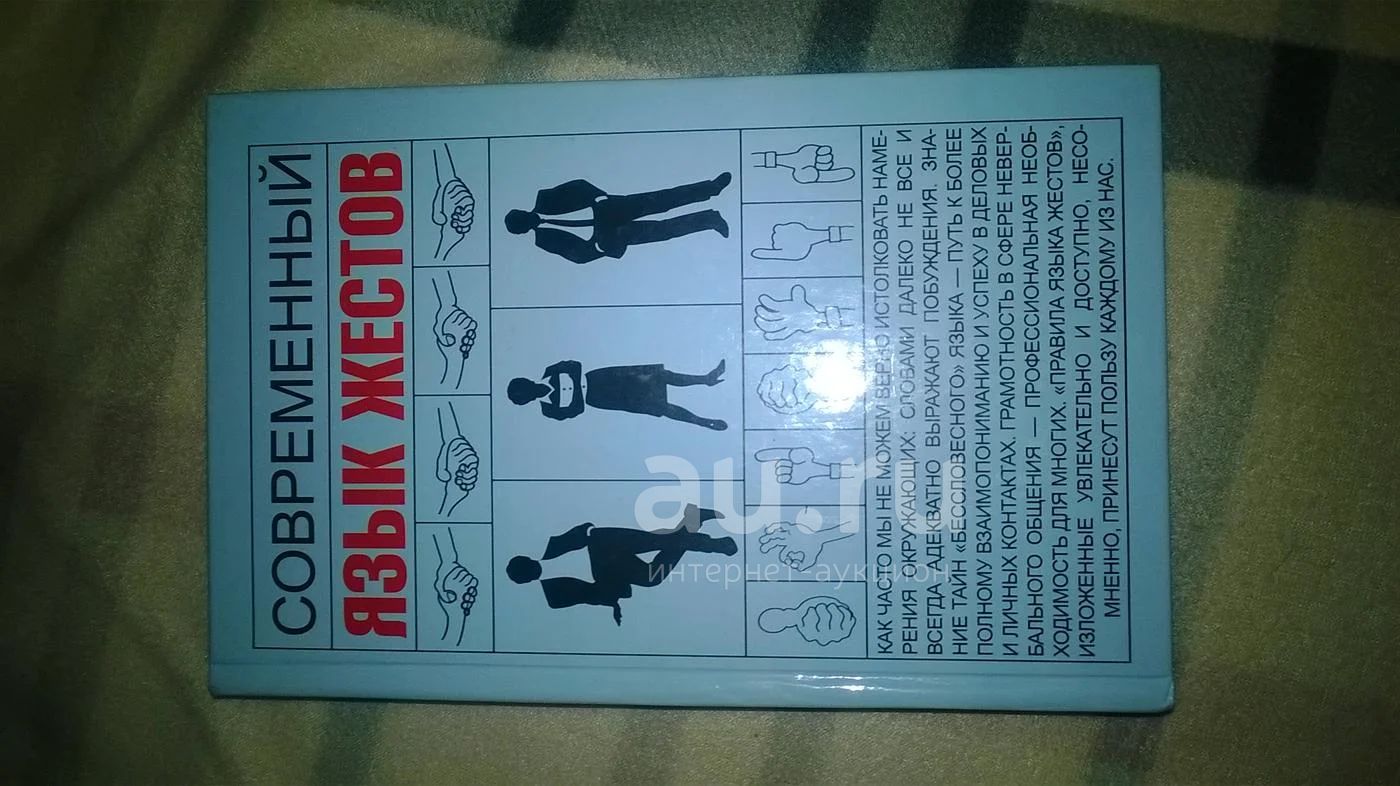 СОВРЕМЕННЫЙ
ЯЗЫК ЖЕСТОВ
КАК ЧАСТО МЫ НЕ МОЖЕМ ВЕРНО ИСТОЛКОВАТЬ НАМЕ-
РЕНИЯ ОКРУЖАЮЩИХ. СЛОВАМИ ДАЛЕКО НЕ ВСЕ И
ВСЕГДА АДЕКВАТНО ВЫРАЖАЮТ ПОБУЖДЕНИЯ. ЗНА-
НИЕ ТАЙН «БЕССЛОВЕСНОГО» ЯЗЫКА — ПУТЬ К БОЛЕЕ
ПОЛНОМУ ВЗАИМОПОНИМАНИЮ И УСПЕХУ В ДЕЛОВЫХ
И ЛИЧНЫХ КОНТАКТАХ. ГРАМОТНОСТЬ В СФЕРЕ НЕВЕР-
БАЛЬНОГО ОБЩЕНИЯ — ПРОФЕССИОНАЛЬНАЯ НЕОБ-
ХОДИМОСТЬ ДЛЯ МНОГИХ. «ПРАВИЛА ЯЗЫКА ЖЕСТОВ»,
ИЗЛОЖЕННЫЕ УВЛЕКАТЕЛЬНО И ДОСТУПНО, НЕСО-
МНЕННО, ПРИНЕСУТ ПОЛЬЗУ КАЖДОМУ ИЗ НАС.
au.ru
интернет-аукцион